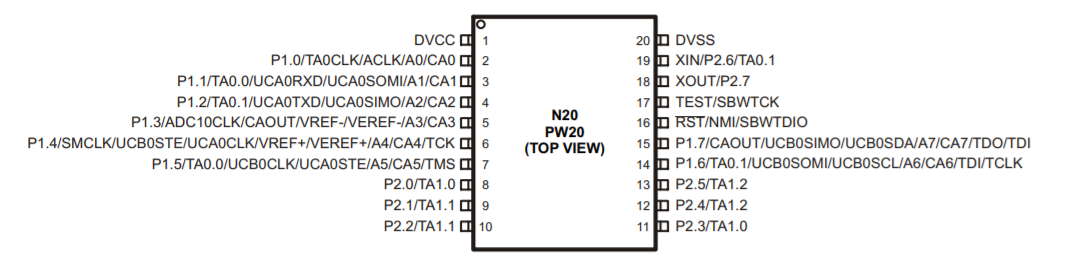 DVCC 1 20 DVSS
P1.0/TA0CLK/ACLK/A0/CA0 2 19 XIN/P2.6/TA0.1
P1.1/TA0.0/UCA0RXD/UCA0SOMI/A1/CA1 3 18 XOUT/P2.7
P1.2/TA0.1/UCA0TXD/UCA0SIMO/A2/CA2 4 17 TEST/SBWTCK
P1.3/ADC10CLK/CAOUT/VREF-/VEREF-/A3/CA3 5 N20 16 RST/NMI/SBWTDIO
P1.4/SMCLK/UCB0STE/UCA0CLK/VREF+/VEREF+/A4/CA4/TCK 6 PW20 15 P1.7/CAOUT/UCB0SIMO/UCB0SDA/A7/CA7/TDO/TDI
P1.5/TA0.0/UCB0CLK/UCA0STE/A5/CA5/TMS 7 (TOP VIEW) 14 P1.6/TA0.1/UCB0SOMI/UCB0SCL/A6/CA6/TDI/TCLK
P2.0/TA1.0 8 13 P2.5/TA1.2
P2.1/TA1.1 9 12 P2.4/TA1.2
P2.2/TA1.1 10 11 P2.3/TA1.0